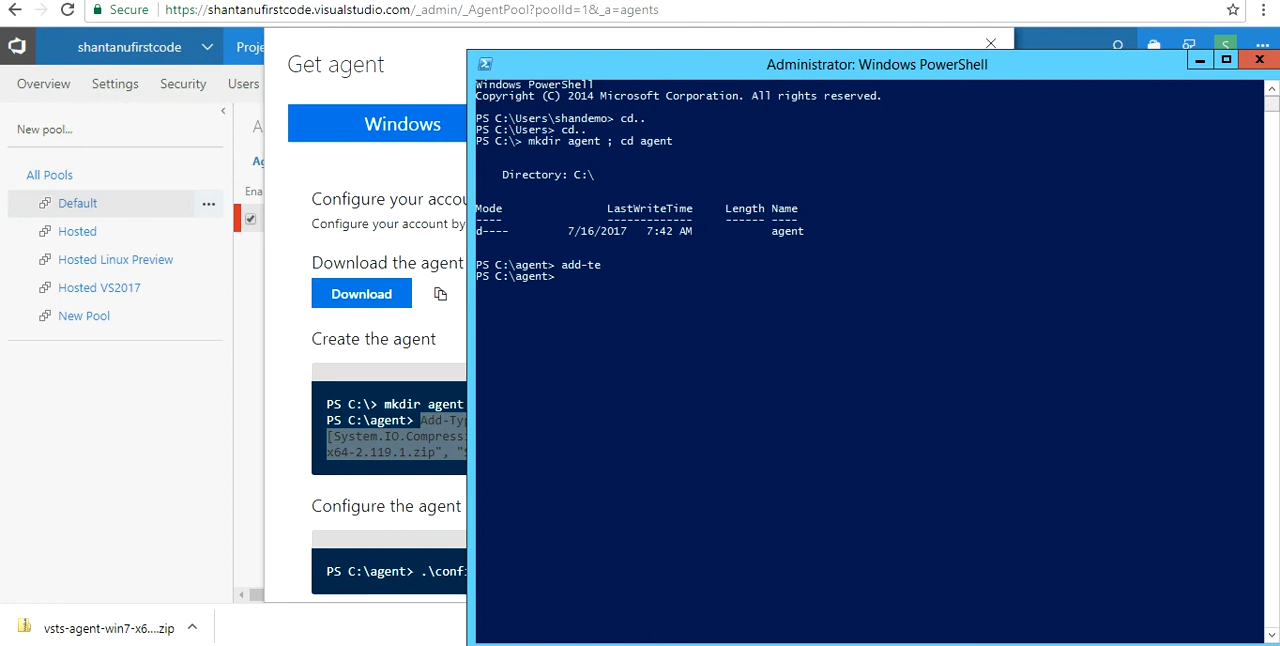 Secure https://shantanufirstcode.visualstudio.com/_admin/_AgentPool?poolId=1&_a=agents
shantanufirstcode
Overview Settings Security Users
New pool...
All Pools
Default
Hosted
Hosted Linux Preview
Hosted VS2017
New Pool
Get agent
Windows
Configure your
Configure your account by
Download the agent
Download
Create the agent
PS C:\> mkdir agent
PS C:\agent>
x64-2.119.1.zip",
Configure the agent
PS C:\agent>
Administrator: Windows PowerShell
Windows PowerShell
Copyright (C) 2014 Microsoft Corporation. All rights reserved.
PS C:\Users\shandemo> cd..
PS C:\Users> cd..
PS C:\> mkdir agent ; cd agent
Directory: C:\
Mode LastWriteTime Length Name
---- ------------- ------ ----
d---- 7/16/2017 7:42 AM agent
PS C:\agent> add-te
PS C:\agent>
vsts-agent-win7-x6....zip